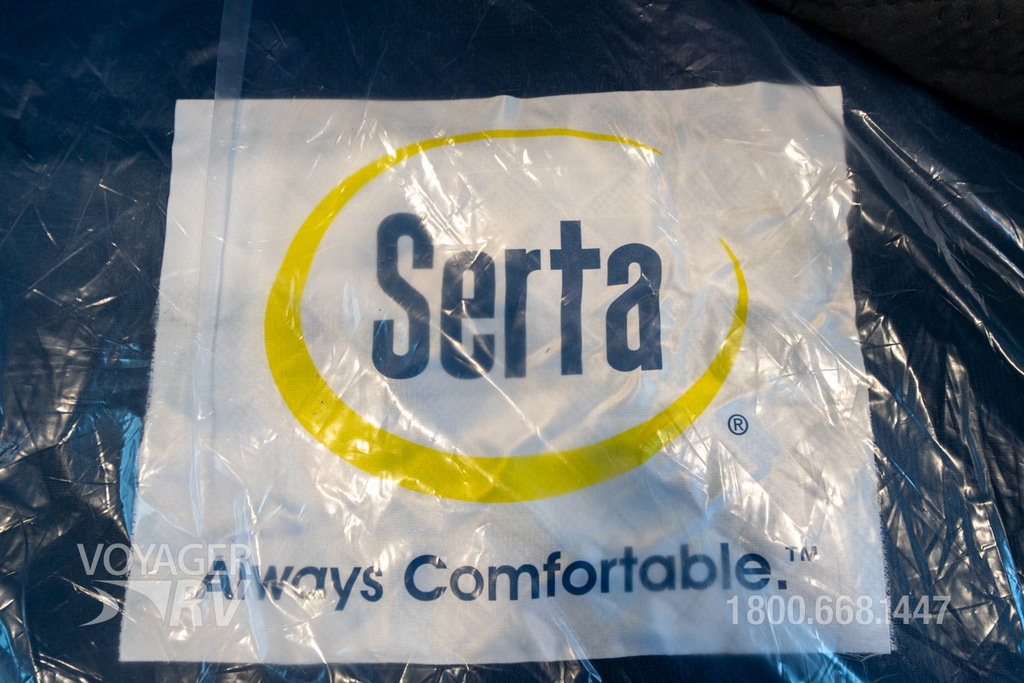 Serta
®
Always Comfortable.™
VOYAGER
RV
1800.668.1447